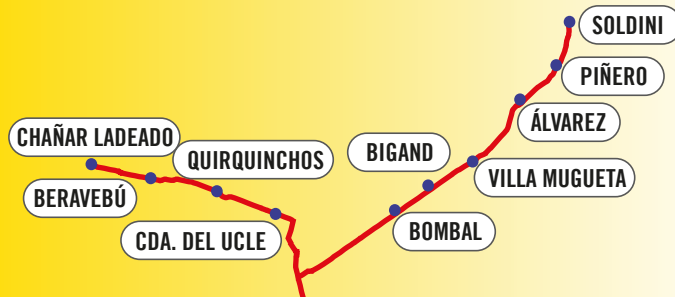 SOLDINI
PIÑERO
ÁLVAREZ
CHAÑAR LADEADO
QUIRQUINCHOS
BIGAND
VILLA MUGUETA
BERAVEBÚ
CDA. DEL UCLE
BOMBAL